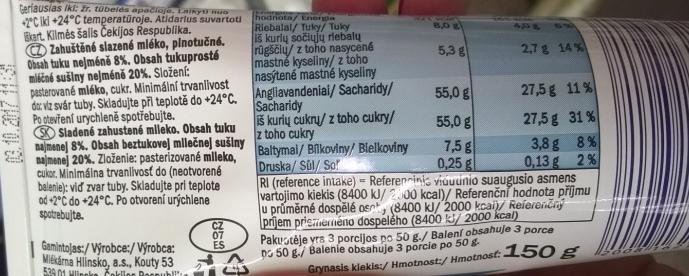 Geriausias iki: žr. tūbelės apačioje. Laikyti nuo
+2°C iki +24°C temperatūroje. Atidarius suvartoti
iškart. Kilmės šalis Čekijos Respublika.
CZ Zahuštěné slazené mléko, plnotučné.
Obsah tuku nejméně 8%. Obsah tukuprosté
mléčné sušiny nejméně 20%. Složení:
pasterované mléko, cukr. Minimální trvanlivost
do: viz svár tuby. Skladujte při teplotě do +24°C.
Po otevření urychleně spotřebujte.
SK Sladené zahustené mlieko. Obsah tuku
najmenej 8%. Obsah beztukovej mliečnej sušiny
najmenej 20%. Zloženie: pasterizované mlieko,
cukor. Minimálna trvanlivosť do (neotvorené
balenie): viď zvar tuby. Skladujte pri teplote
od +2°C do +24°C. Po otvorení urýchlene
spotrebujte.
CZ
07
ES
Gamintojas:/ Výrobce:/ Výrobca:
Mlékárna Hlinsko, a.s., Kouty 53
539 01 Hlinsko
hodnota/ Energia
Riebalai/ Tuky/ Tuky 8,0 g
iš kurių sočiųjų riebalų
rūgščių/ z toho nasycené 5,3 g 2,7 g 14%
mastné kyseliny/ z toho
nasýtené mastné kyseliny
Angliavandeniai/ Sacharidy/ 55,0 g 27,5 g 11%
Sacharidy
iš kurių cukrų/ z toho cukry/ 55,0 g 27,5 g 31%
z toho cukry
Baltymai/ Bílkoviny/ Bielkoviny 7,5 g 3,8 g 8%
Druska/ Sůl/ Soľ 0,25 g 0,13 g 2%
RI (reference intake) = Referencinis vidutinio suaugusio asmens
vartojimo kiekis (8400 kJ/ 2000 kcal)/ Referenční hodnota příjmu
u průměrné dospělé osoby (8400 kJ/ 2000 kcal)/ Referenčný
príjem priemerného dospelého (8400 kJ/ 2000 kcal)
Pakuotėje yra 3 porcijos po 50 g./ Balení obsahuje 3 porce
po 50 g./ Balenie obsahuje 3 porcie po 50 g.
Grynasis kiekis:/ Hmotnost:/ Hmotnosť: 150 g